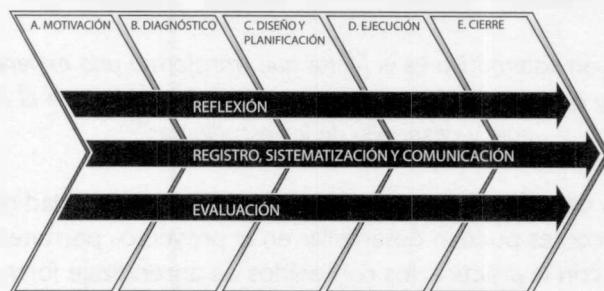 A. MOTIVACIÓN
B. DIAGNÓSTICO
C. DISEÑO Y
PLANIFICACIÓN
D. EJECUCIÓN
E. CIERRE
REFLEXIÓN
REGISTRO, SISTEMATIZACIÓN Y COMUNICACIÓN
EVALUACIÓN